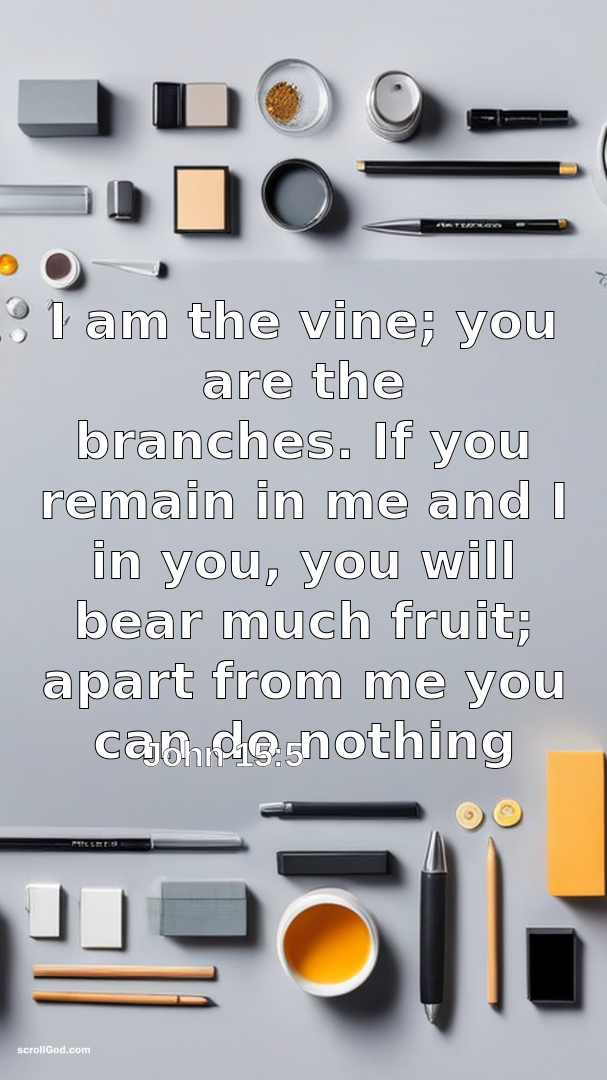 I am the vine; you
are the
branches. If you
remain in me and I
in you, you will
bear much fruit;
apart from me you
can do nothing
John 15:5
scrollGod.com